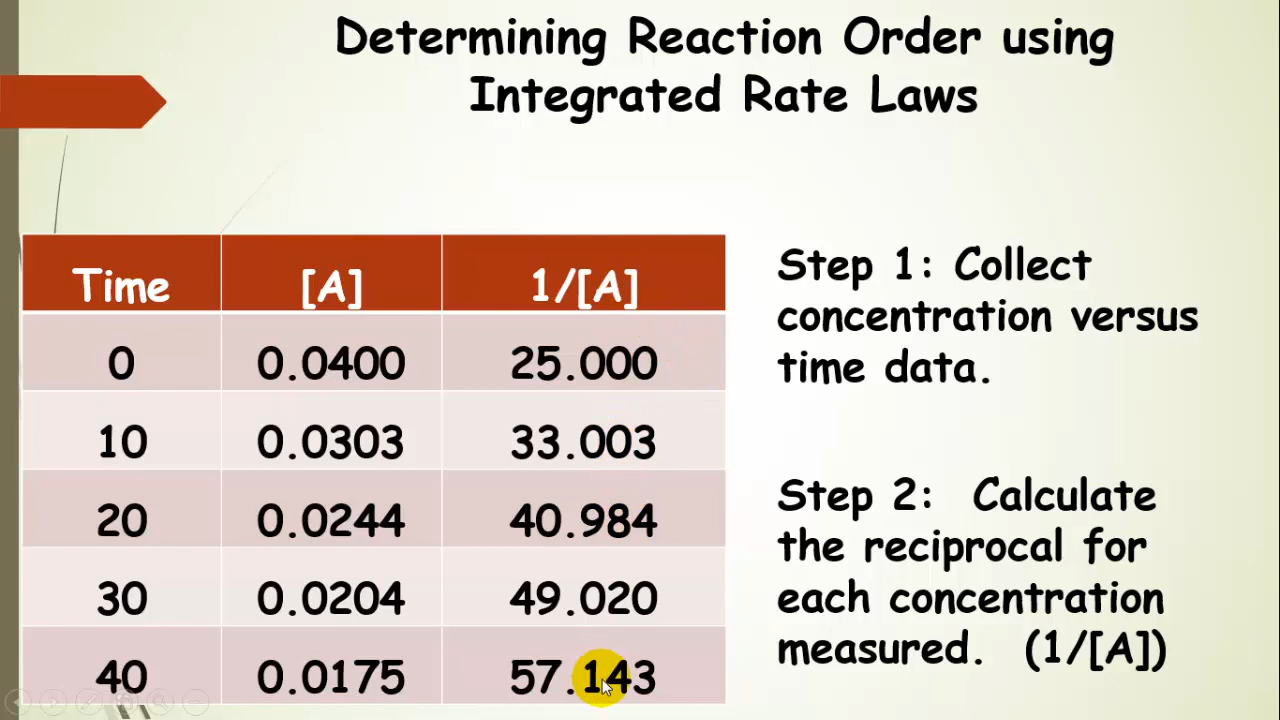 Determining Reaction Order using
Integrated Rate Laws
Time [A] 1/[A]
0 0.0400 25.000
10 0.0303 33.003
20 0.0244 40.984
30 0.0204 49.020
40 0.0175 57.143
Step 1: Collect
concentration versus
time data.
Step 2: Calculate
the reciprocal for
each concentration
measured. (1/[A])